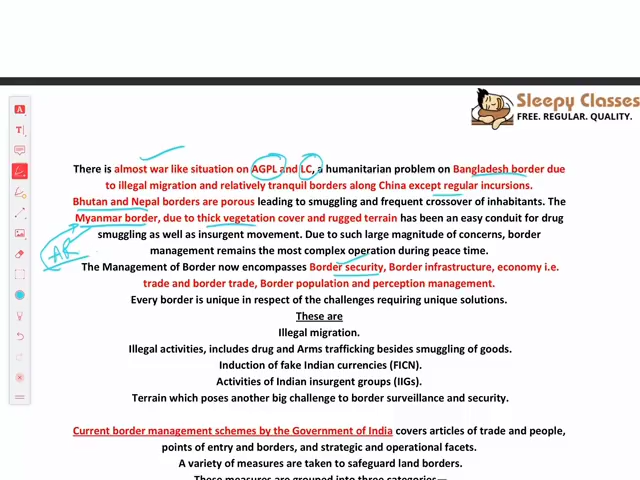 Sleepy Classes
FREE. REGULAR. QUALITY.
There is almost war like situation on AGPL and LC, a humanitarian problem on Bangladesh border due
to illegal migration and relatively tranquil borders along China except regular incursions.
Bhutan and Nepal borders are porous leading to smuggling and frequent crossover of inhabitants. The
Myanmar border, due to thick vegetation cover and rugged terrain has been an easy conduit for drug
smuggling as well as insurgent movement. Due to such large magnitude of concerns, border
AR
management remains the most complex operation during peace time.
The Management of Border now encompasses Border security, Border infrastructure, economy i.e.
trade and border trade, Border population and perception management.
Every border is unique in respect of the challenges requiring unique solutions.
These are
Illegal migration.
Illegal activities, includes drug and Arms trafficking besides smuggling of goods.
Induction of fake Indian currencies (FICN).
Activities of Indian insurgent groups (IIGs).
Terrain which poses another big challenge to border surveillance and security.
Current border management schemes by the Government of India covers articles of trade and people,
points of entry and borders, and strategic and operational facets.
A variety of measures are taken to safeguard land borders.
These measures are grouped into three categories—